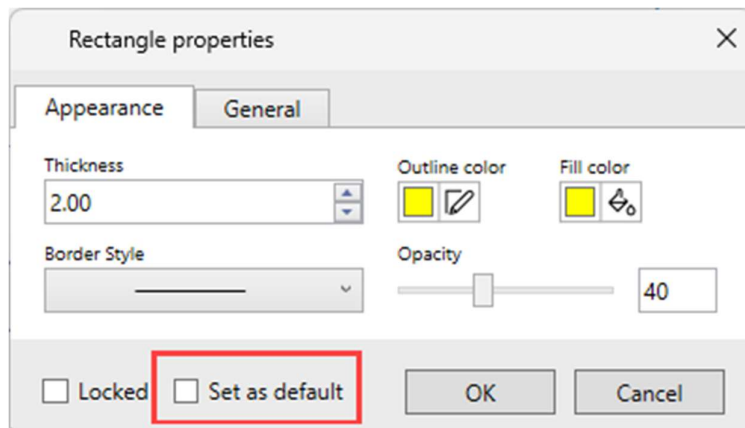 Rectangle properties
Appearance General
Thickness Outline color Fill color
2.00
Border Style Opacity
40
Locked Set as default OK Cancel